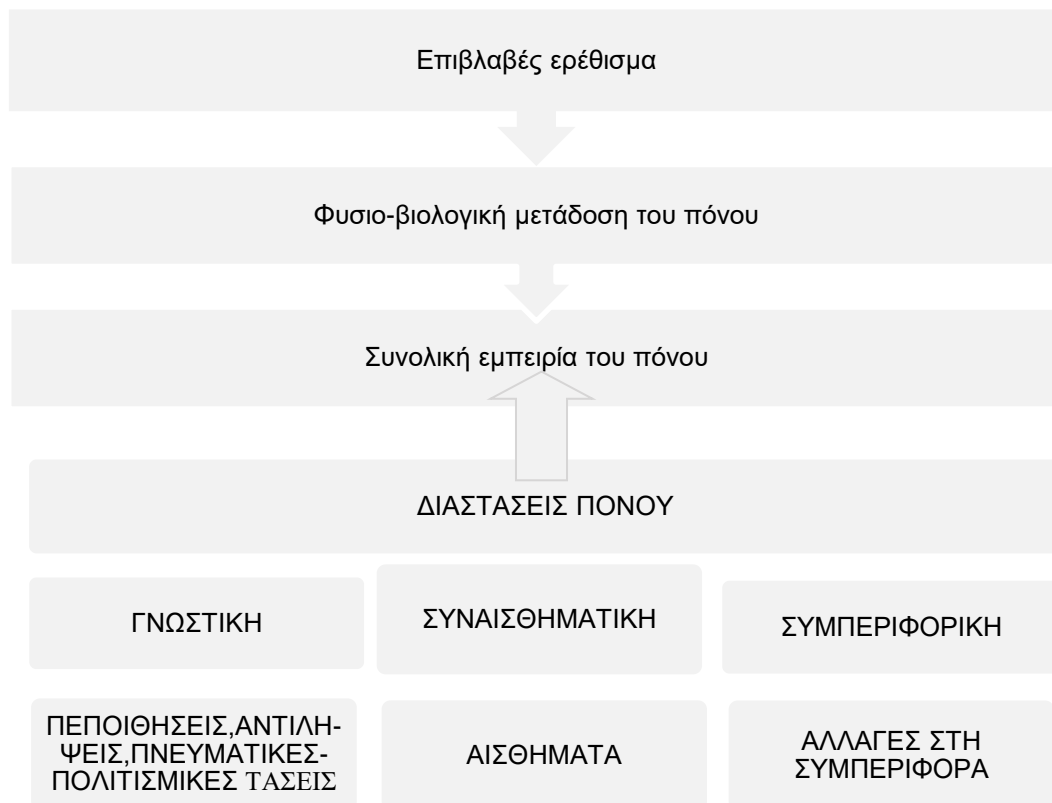 Επιβλαβές ερέθισμα
Φυσιο-βιολογική μετάδοση του πόνου
Συνολική εμπειρία του πόνου
ΔΙΑΣΤΑΣΕΙΣ ΠΟΝΟΥ
ΓΝΩΣΤΙΚΗ
ΣΥΝΑΙΣΘΗΜΑΤΙΚΗ
ΣΥΜΠΕΡΙΦΟΡΙΚΗ
ΠΕΠΟΙΘΗΣΕΙΣ,ΑΝΤΙΛΗ-
ΨΕΙΣ,ΠΝΕΥΜΑΤΙΚΕΣ-
ΠΟΛΙΤΙΣΜΙΚΕΣ ΤΑΣΕΙΣ
ΑΙΣΘΗΜΑΤΑ
ΑΛΛΑΓΕΣ ΣΤΗ
ΣΥΜΠΕΡΙΦΟΡΑ